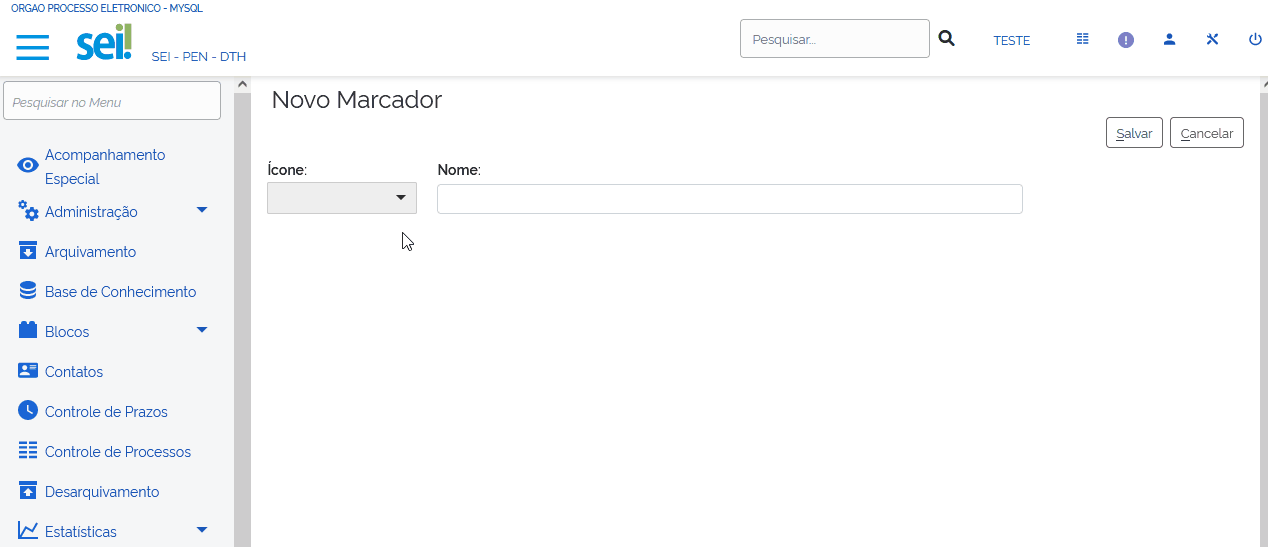 ORGAO PROCESSO ELETRONICO - MYSQL
sei!
SEI - PEN - DTH
Pesquisar...
TESTE
Pesquisar no Menu
Novo Marcador
Salvar
Cancelar
Ícone:
Nome:
Acompanhamento
Especial
Administração
Arquivamento
Base de Conhecimento
Blocos
Contatos
Controle de Prazos
Controle de Processos
Desarquivamento
Estatísticas